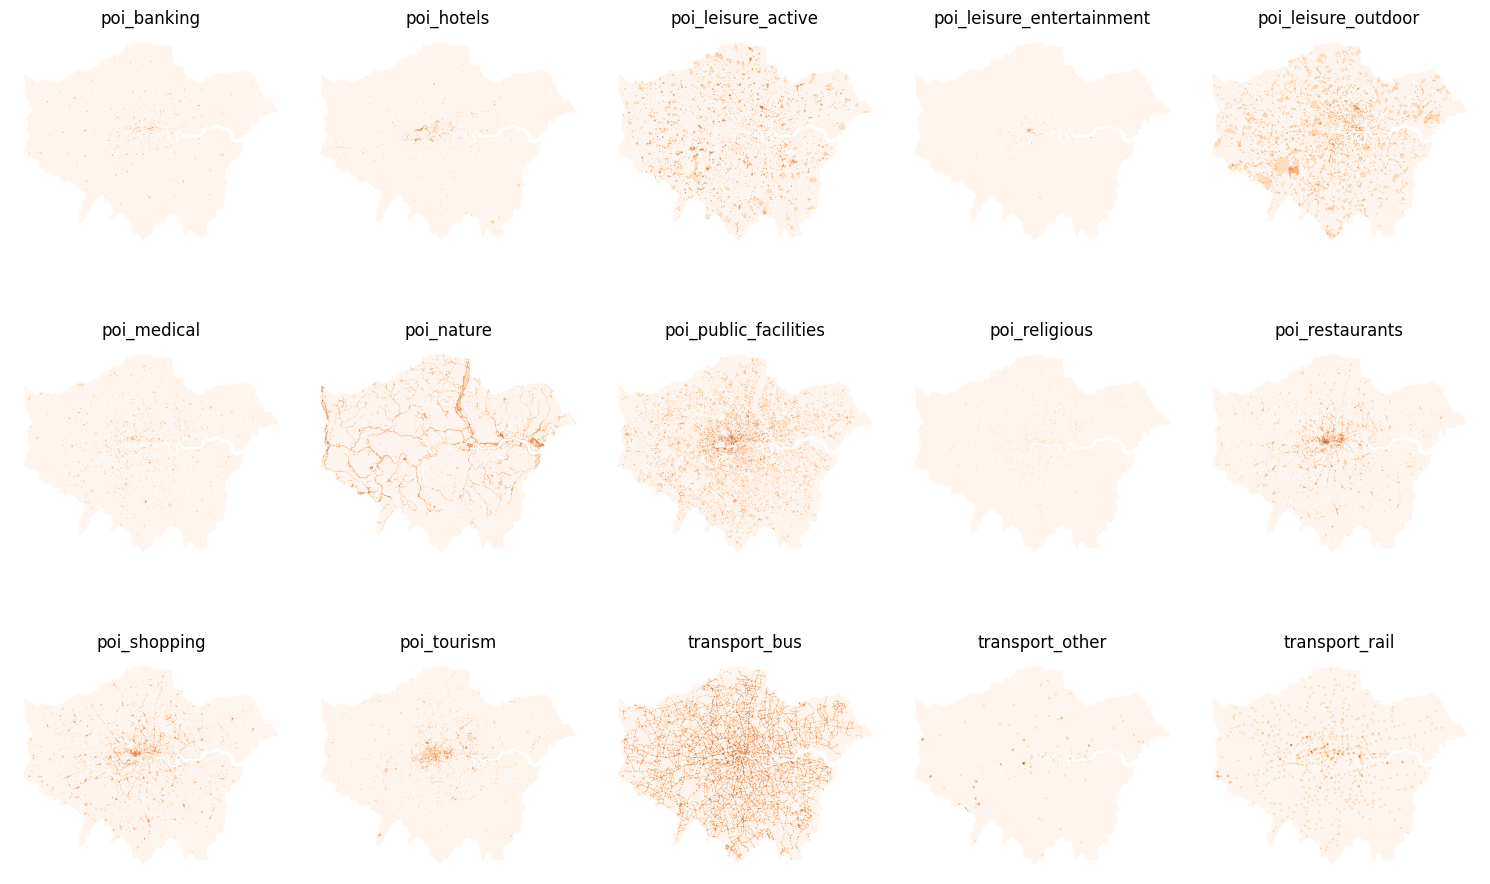 poi_banking
poi_hotels
poi_leisure_active
poi_leisure_entertainment
poi_leisure_outdoor
poi_medical
poi_nature
poi_public_facilities
poi_religious
poi_restaurants
poi_shopping
poi_tourism
transport_bus
transport_other
transport_rail